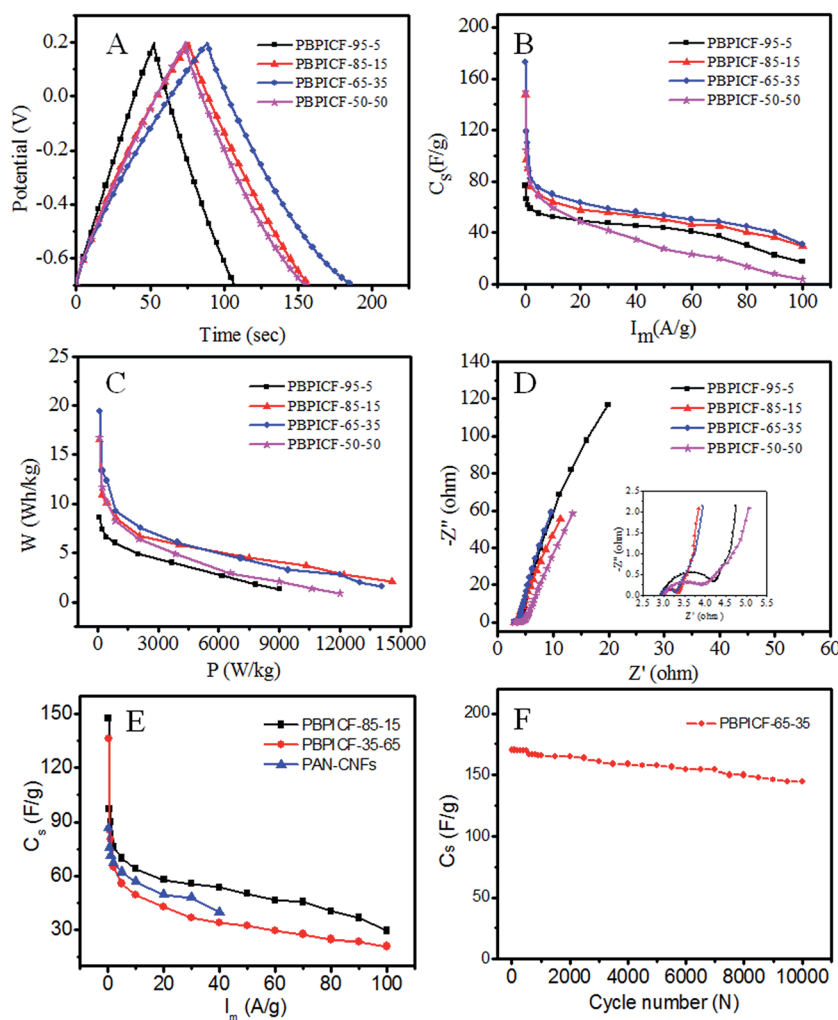 A
PBPICF-95-5
PBPICF-85-15
PBPICF-65-35
PBPICF-50-50
0.2
0.0
-0.2
-0.4
-0.6
Potential (V)
0 50 100 150 200
Time (sec)
B
PBPICF-95-5
PBPICF-85-15
PBPICF-65-35
PBPICF-50-50
200
160
120
80
40
0
Cs(F/g)
0 20 40 60 80 100
Im(A/g)
C
PBPICF-95-5
PBPICF-85-15
PBPICF-65-35
PBPICF-50-50
25
20
15
10
5
0
W (Wh/kg)
0 3000 6000 9000 12000 15000
P (W/kg)
D
PBPICF-95-5
PBPICF-85-15
PBPICF-65-35
PBPICF-50-50
140
120
100
80
60
40
20
0
-Z" (ohm)
2.5
2.0
1.5
1.0
0.5
0.0
-Z" (ohm)
2.5 3.0 3.5 4.0 4.5 5.0 5.5
Z' (ohm)
0 10 20 30 40 50 60
Z' (ohm)
E
PBPICF-85-15
PBPICF-35-65
PAN-CNFs
150
120
90
60
30
Cs (F/g)
0 20 40 60 80 100
Im (A/g)
F
PBPICF-65-35
200
150
100
50
0
Cs (F/g)
0 2000 4000 6000 8000 10000
Cycle number (N)